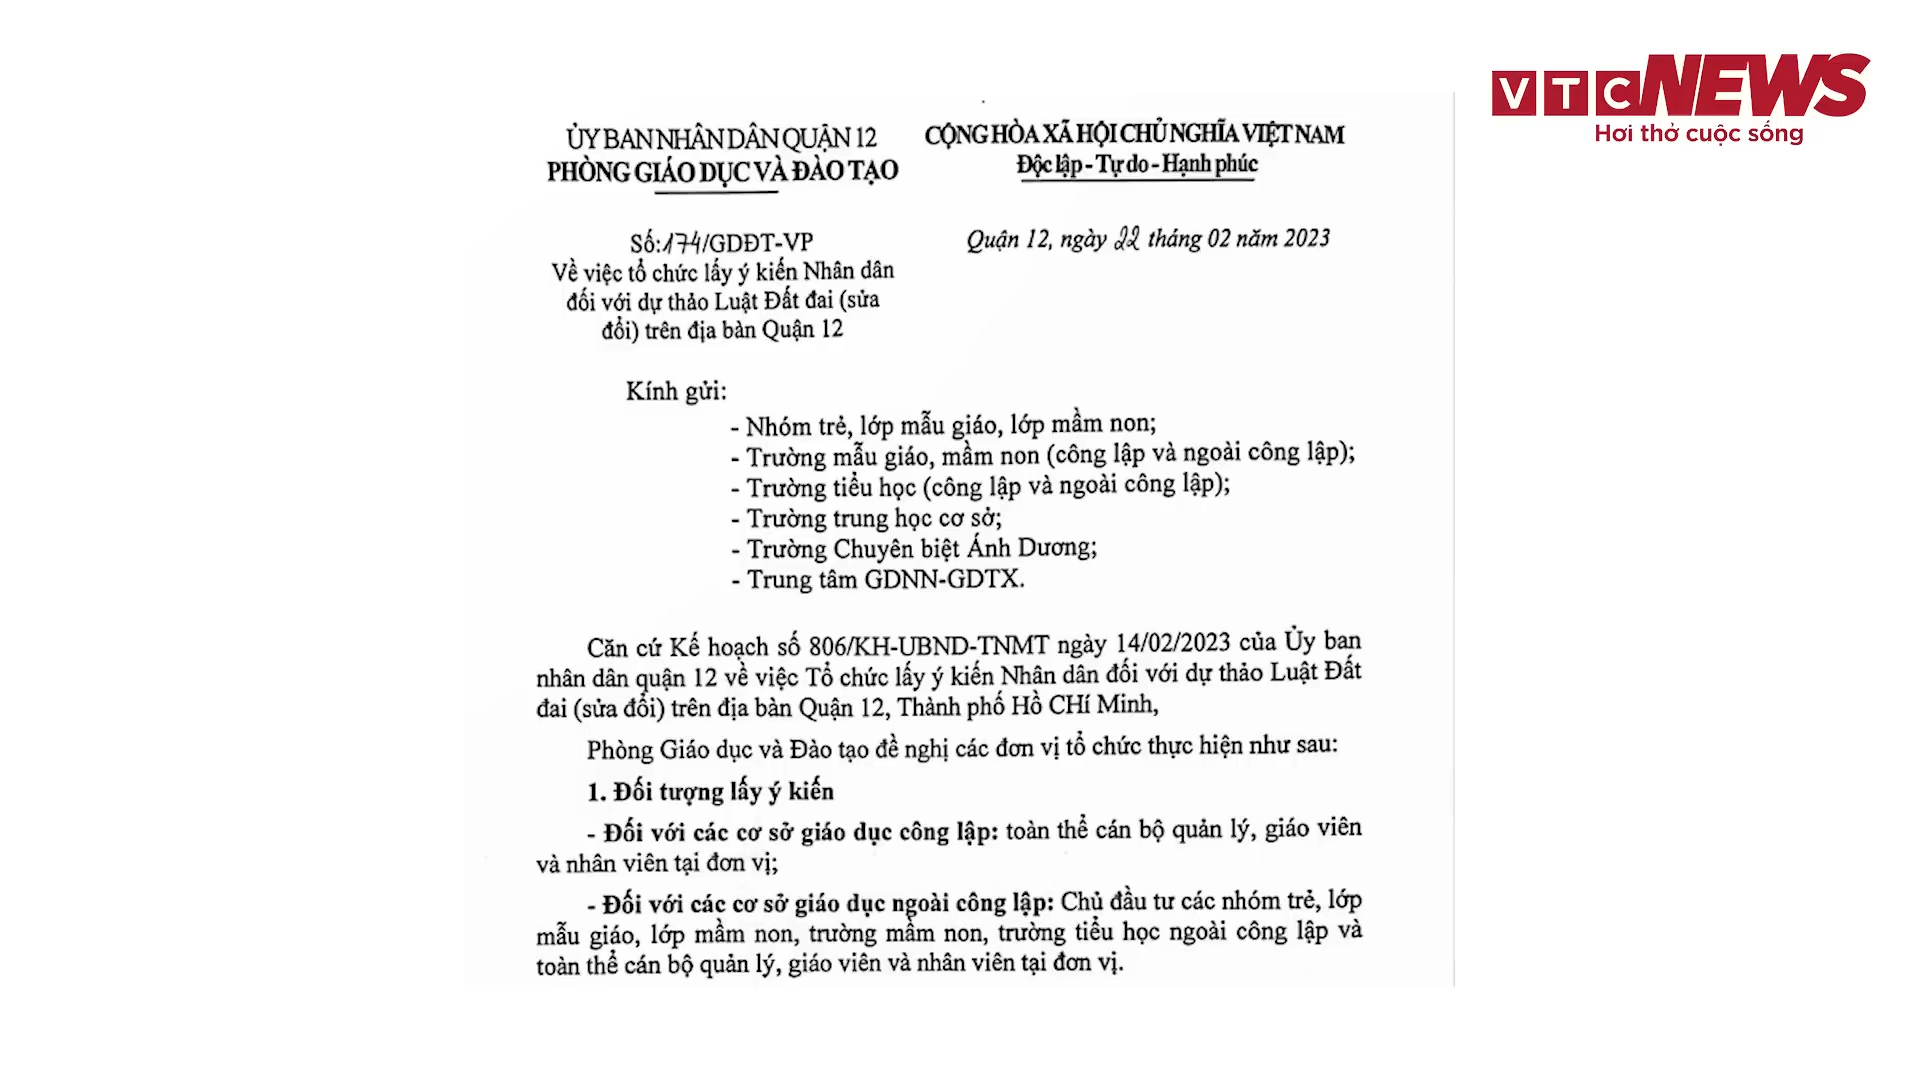 VTC NEWS
Hơi thở cuộc sống
ỦY BAN NHÂN DÂN QUẬN 12
PHÒNG GIÁO DỤC VÀ ĐÀO TẠO
CỘNG HÒA XÃ HỘI CHỦ NGHĨA VIỆT NAM
Độc lập - Tự do - Hạnh phúc
Số:174/GDĐT-VP
Về việc tổ chức lấy ý kiến Nhân dân
đối với dự thảo Luật Đất đai (sửa
đổi) trên địa bàn Quận 12
Quận 12, ngày 22 tháng 02 năm 2023
Kính gửi:
- Nhóm trẻ, lớp mẫu giáo, lớp mầm non;
- Trường mẫu giáo, mầm non (công lập và ngoài công lập);
- Trường tiểu học (công lập và ngoài công lập);
- Trường trung học cơ sở;
- Trường Chuyên biệt Ánh Dương;
- Trung tâm GDNN-GDTX.
Căn cứ Kế hoạch số 806/KH-UBND-TNMT ngày 14/02/2023 của Ủy ban
nhân dân quận 12 về việc Tổ chức lấy ý kiến Nhân dân đối với dự thảo Luật Đất
đai (sửa đổi) trên địa bàn Quận 12, Thành phố Hồ CHí Minh,
Phòng Giáo dục và Đào tạo đề nghị các đơn vị tổ chức thực hiện như sau:
1. Đối tượng lấy ý kiến
- Đối với các cơ sở giáo dục công lập: toàn thể cán bộ quản lý, giáo viên
và nhân viên tại đơn vị;
- Đối với các cơ sở giáo dục ngoài công lập: Chủ đầu tư các nhóm trẻ, lớp
mẫu giáo, lớp mầm non, trường mầm non, trường tiểu học ngoài công lập và
toàn thể cán bộ quản lý, giáo viên và nhân viên tại đơn vị.